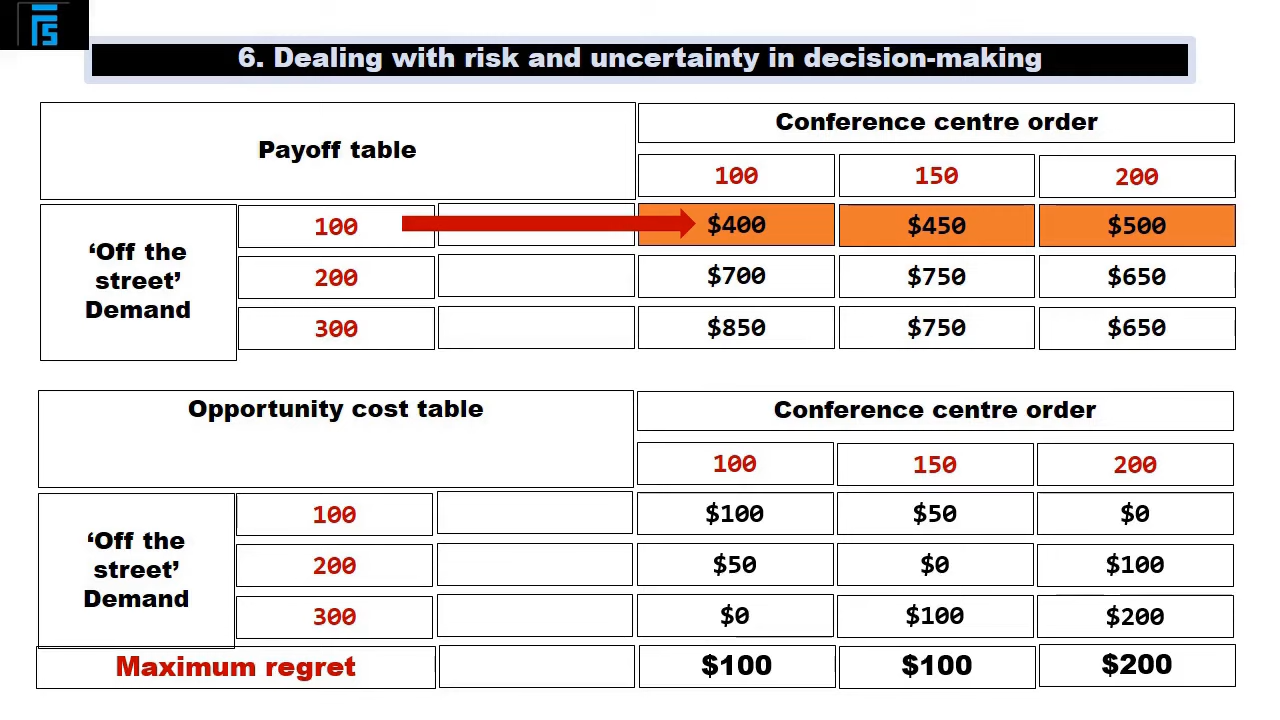 6. Dealing with risk and uncertainty in decision-making
Payoff table
Conference centre order
100 150 200
‘Off the
street’
Demand
100 $400 $450 $500
200 $700 $750 $650
300 $850 $750 $650
Opportunity cost table
Conference centre order
100 150 200
‘Off the
street’
Demand
100 $100 $50 $0
200 $50 $0 $100
300 $0 $100 $200
Maximum regret $100 $100 $200